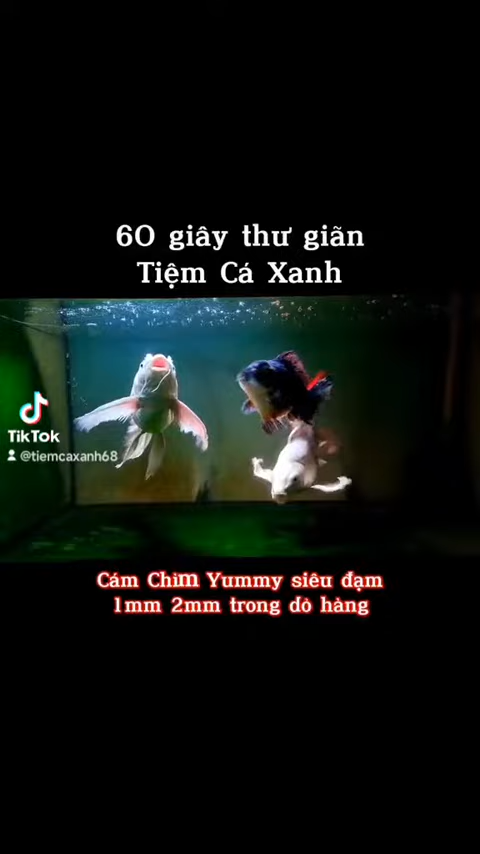 60 giây thư giãn
Tiệm Cá Xanh
TikTok
@tiemcaxanh68
Cám Chìm Yummy siêu đạm
1mm 2mm trong dỏ hàng